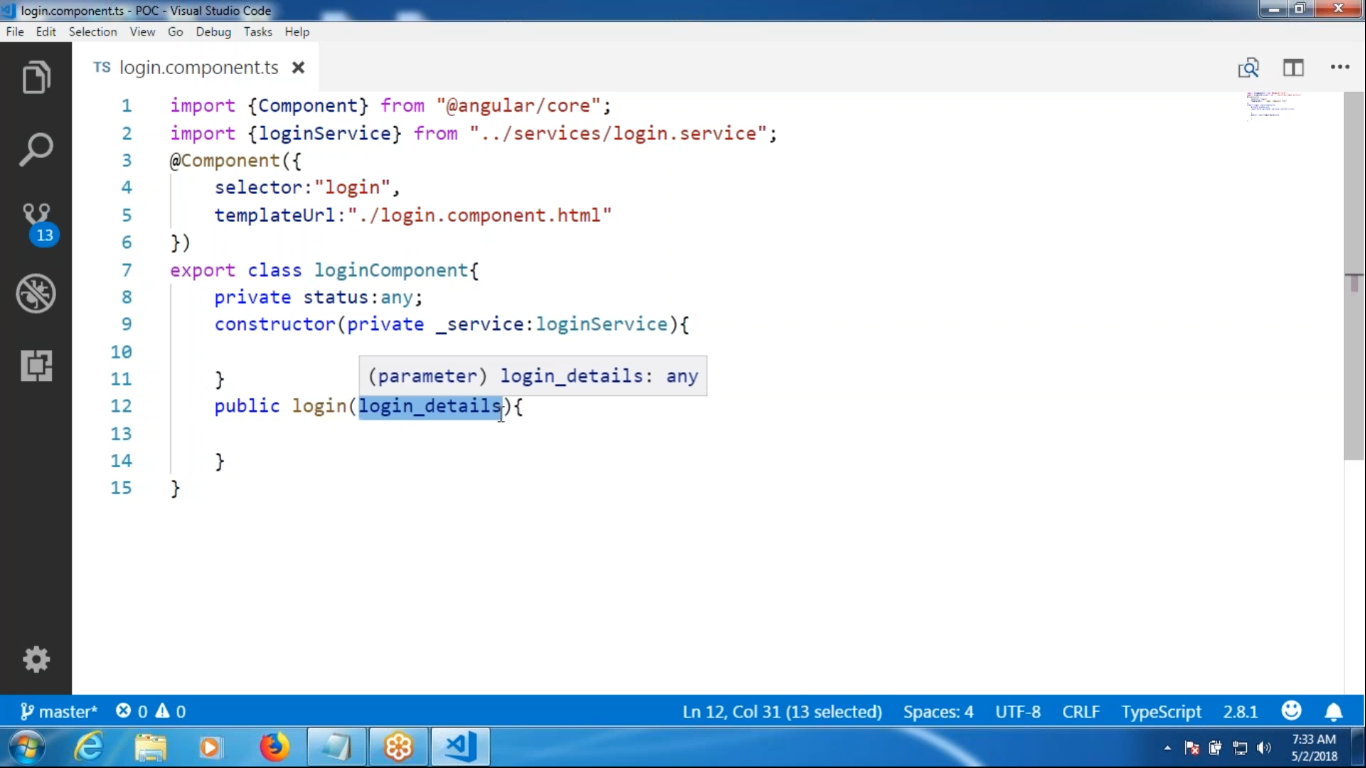 login.component.ts - POC - Visual Studio Code
File Edit Selection View Go Debug Tasks Help
TS login.component.ts
1 import {Component} from "@angular/core";
2 import {loginService} from "../services/login.service";
3 @Component({
4 selector:"login",
5 templateUrl:"./login.component.html"
6 })
7 export class loginComponent{
8 private status:any;
9 constructor(private _service:loginService){
10
(parameter) login_details: any
11 }
12 public login(login_details){
13
14 }
15 }
13
master* 0 0 Ln 12, Col 31 (13 selected) Spaces: 4 UTF-8 CRLF TypeScript 2.8.1
7:33 AM
5/2/2018